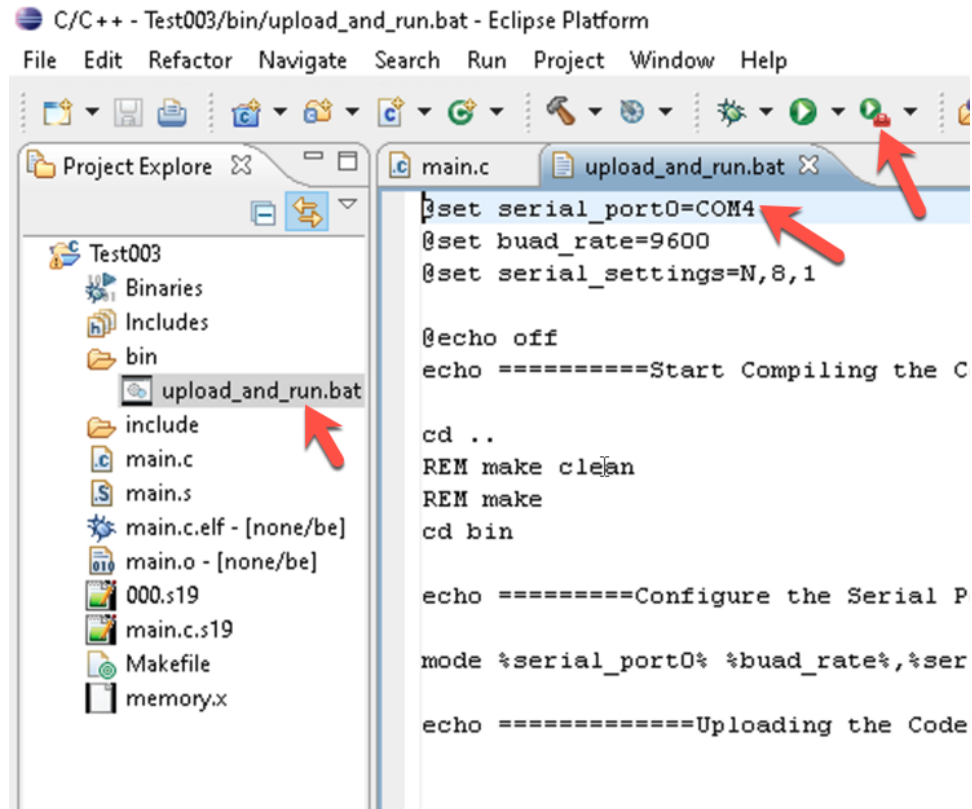 C/C++ - Test003/bin/upload_and_run.bat - Eclipse Platform
File Edit Refactor Navigate Search Run Project Window Help
Project Explore
main.c
upload_and_run.bat
Test003
Binaries
Includes
bin
upload_and_run.bat
include
main.c
main.s
main.c.elf - [none/be]
main.o - [none/be]
000.s19
main.c.s19
Makefile
memory.x
@set serial_port0=COM4
@set buad_rate=9600
@set serial_settings=N,8,1
@echo off
echo ==========Start Compiling the C
cd ..
REM make clean
REM make
cd bin
echo =========Configure the Serial P
mode %serial_port0% %buad_rate%,%ser
echo =============Uploading the Code